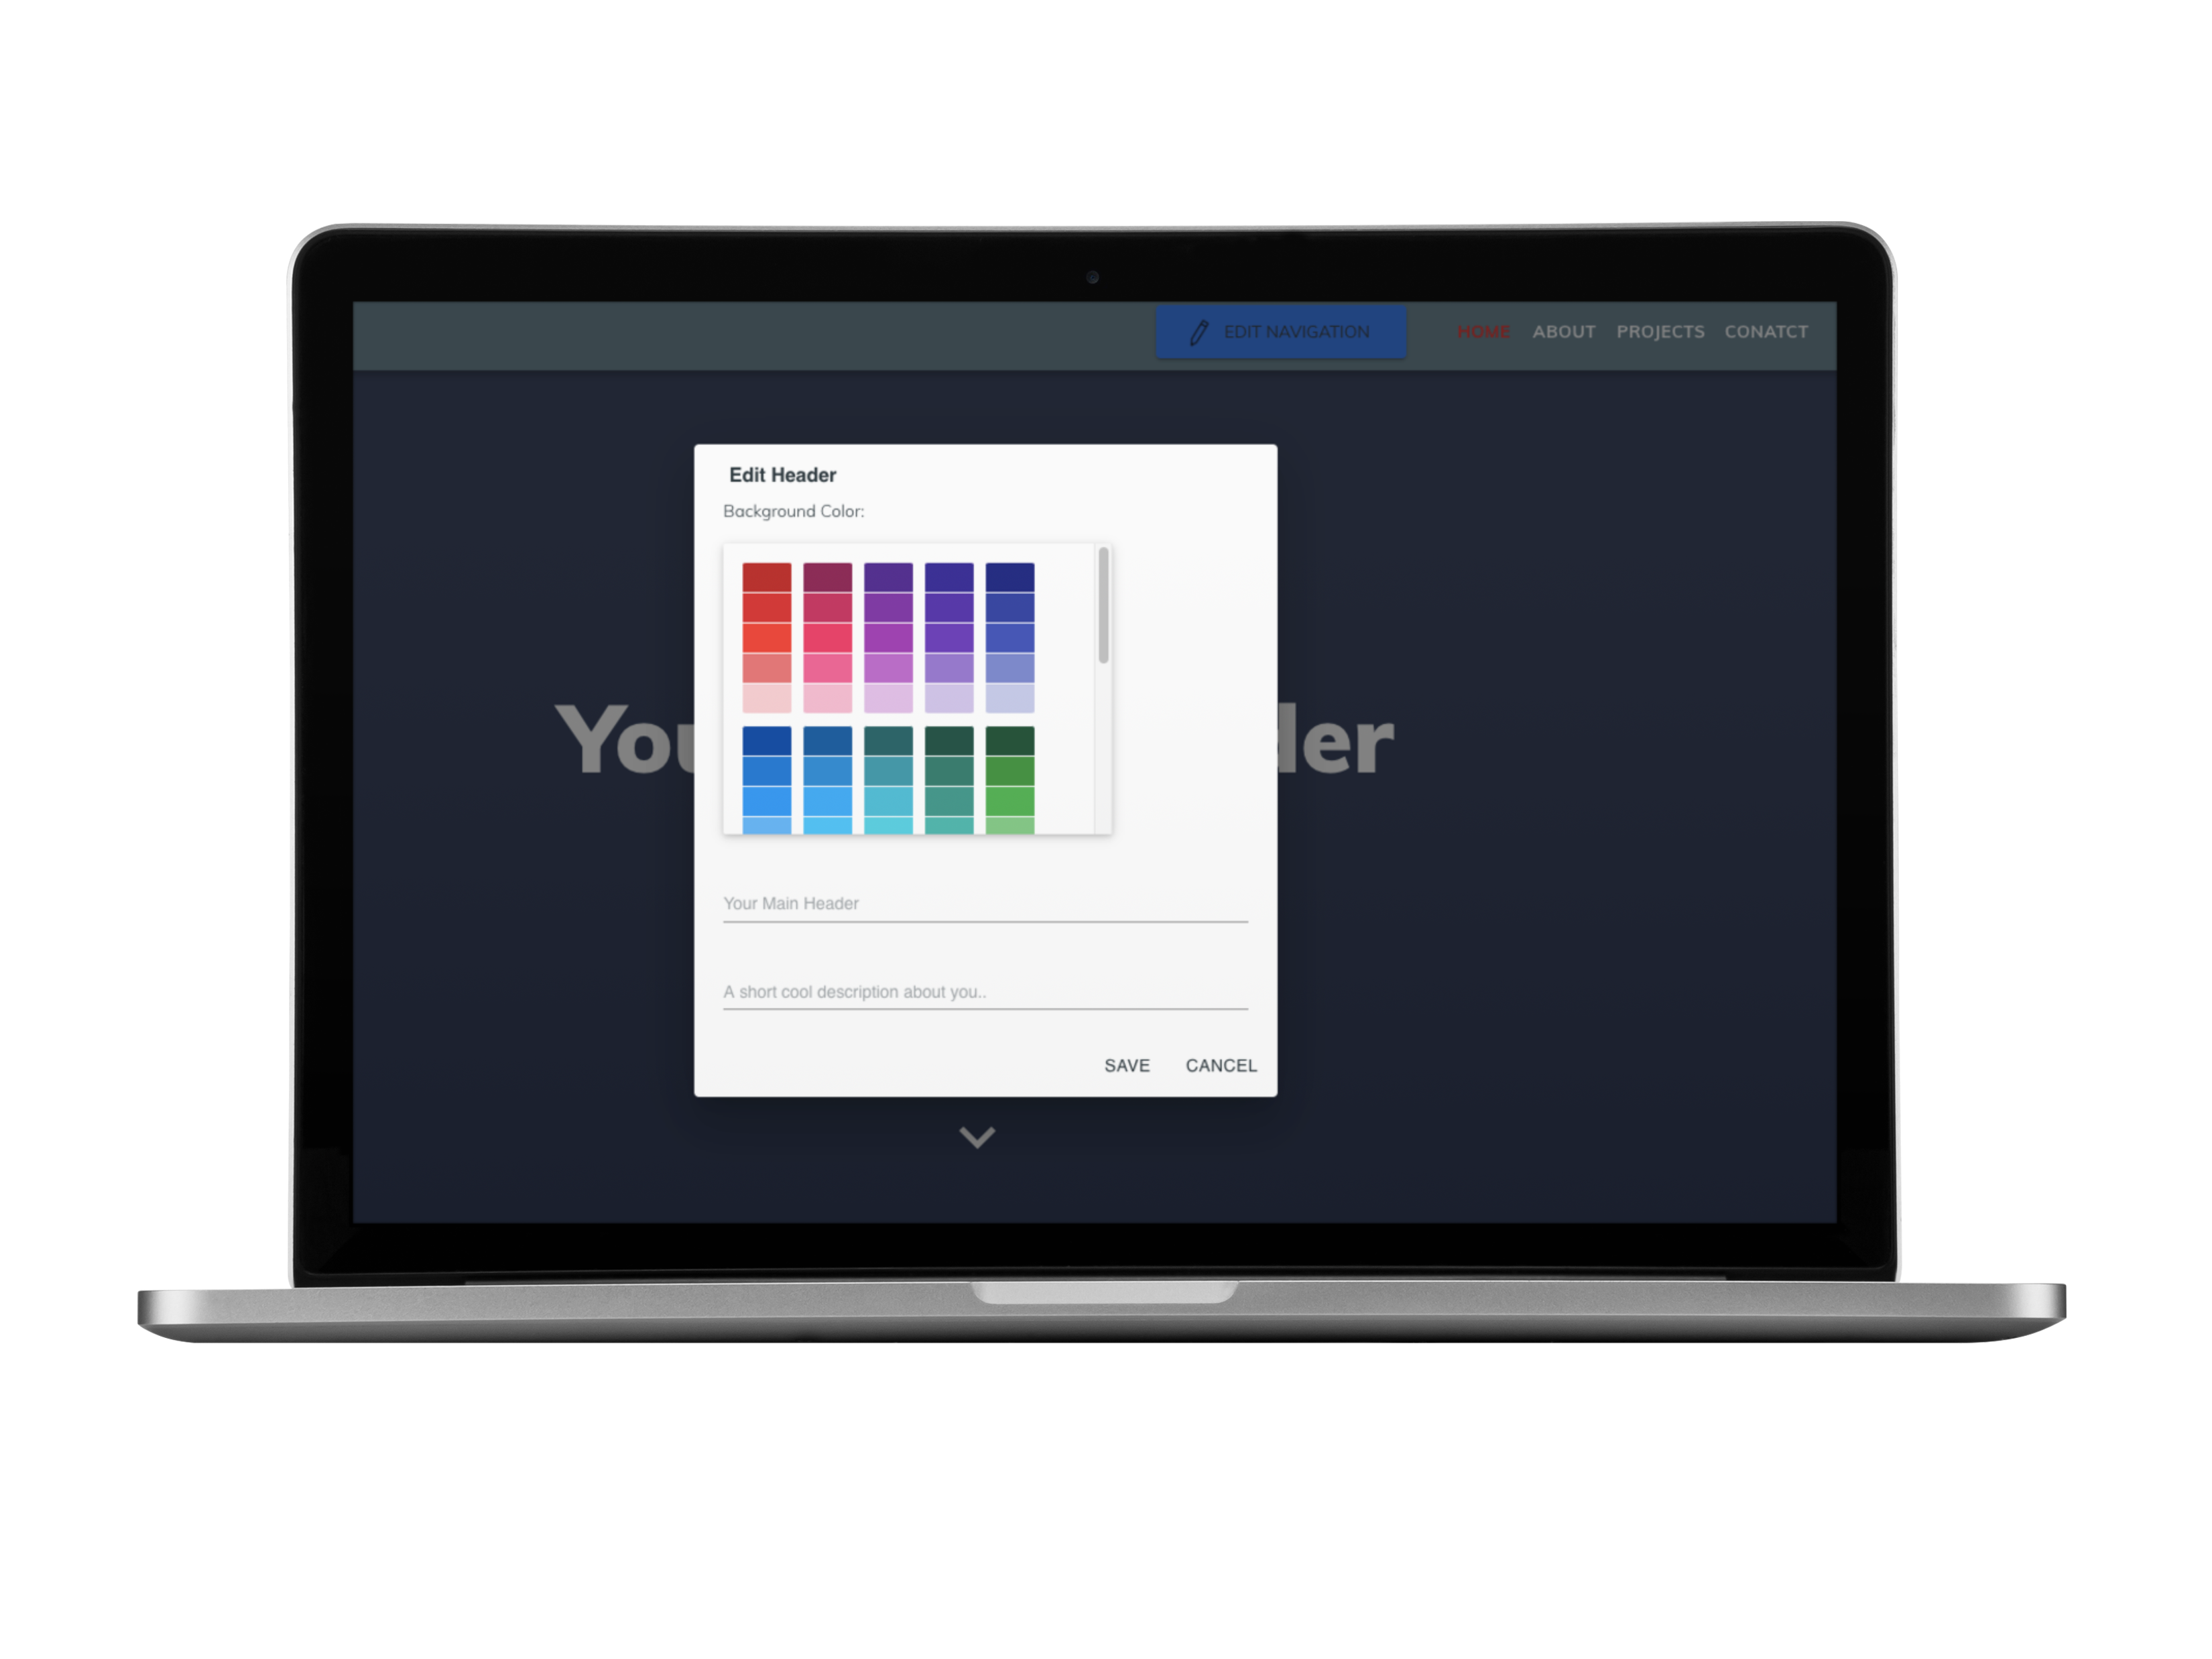 EDIT NAVIGATION HOME ABOUT PROJECTS CONATCT
Edit Header
Background Color:
You der
Your Main Header
A short cool description about you..
SAVE CANCEL